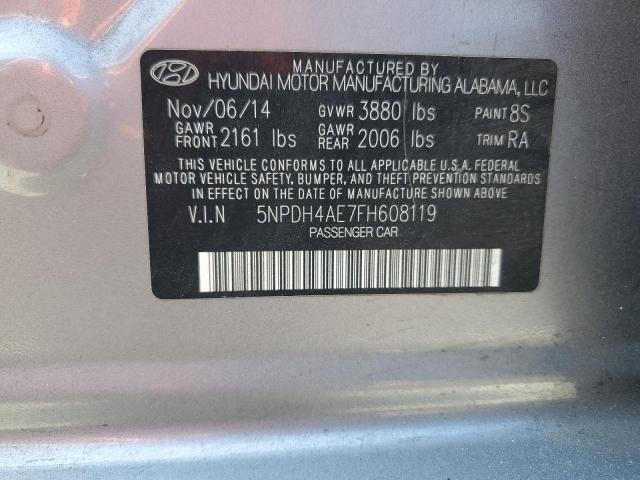 MANUFACTURED BY
HYUNDAI MOTOR MANUFACTURING ALABAMA, LLC
Nov/06/14 GVWR 3880 lbs PAINT 8S
GAWR FRONT 2161 lbs GAWR REAR 2006 lbs TRIM RA
THIS VEHICLE CONFORMS TO ALL APPLICABLE U.S.A. FEDERAL
MOTOR VEHICLE SAFETY, BUMPER, AND THEFT PREVENTION STANDARDS
IN EFFECT ON THE DATE OF MANUFACTURE SHOWN ABOVE.
V.I.N 5NPDH4AE7FH608119
PASSENGER CAR